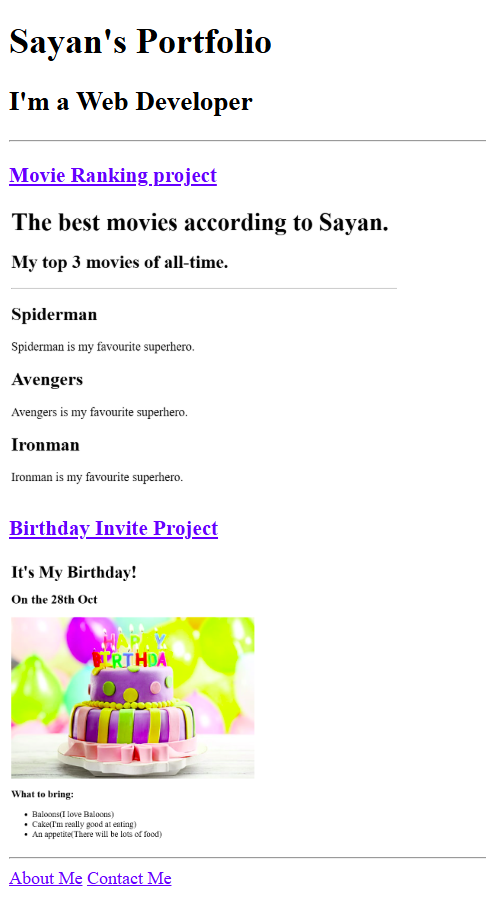 Sayan's Portfolio
I'm a Web Developer
Movie Ranking project
The best movies according to Sayan.
My top 3 movies of all-time.
Spiderman
Spiderman is my favourite superhero.
Avengers
Avengers is my favourite superhero.
Ironman
Ironman is my favourite superhero.
Birthday Invite Project
It's My Birthday!
On the 28th Oct
HAPPY
BIRTHDA
What to bring:
Baloons(I love Baloons)
Cake(I'm really good at eating)
An appetite(There will be lots of food)
About Me Contact Me